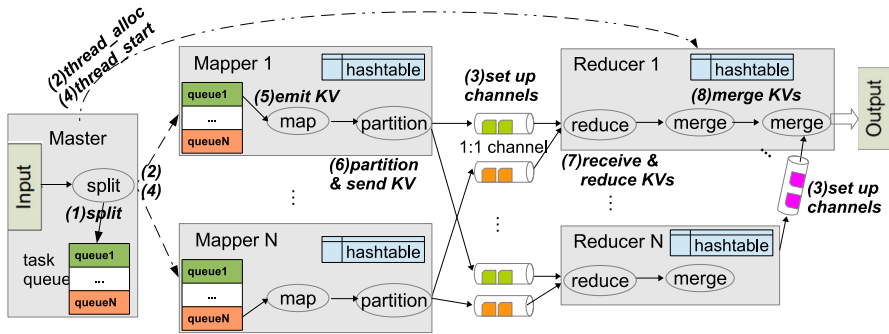 (2)thread_alloc
(4)thread_start
Master
Input
split
(1)split
task
queue
queue1
...
queueN
(2)
(4)
Mapper 1
hashtable
queue1
...
queueN
(5)emit KV
map
partition
(6)partition
& send KV
...
Mapper N
hashtable
queue1
...
queueN
map
partition
(3)set up
channels
1:1 channel
...
Reducer 1
hashtable
(8)merge KVs
reduce
merge
merge
(7)receive &
reduce KVs
...
...
Reducer N
hashtable
reduce
merge
(3)set up
channels
Output